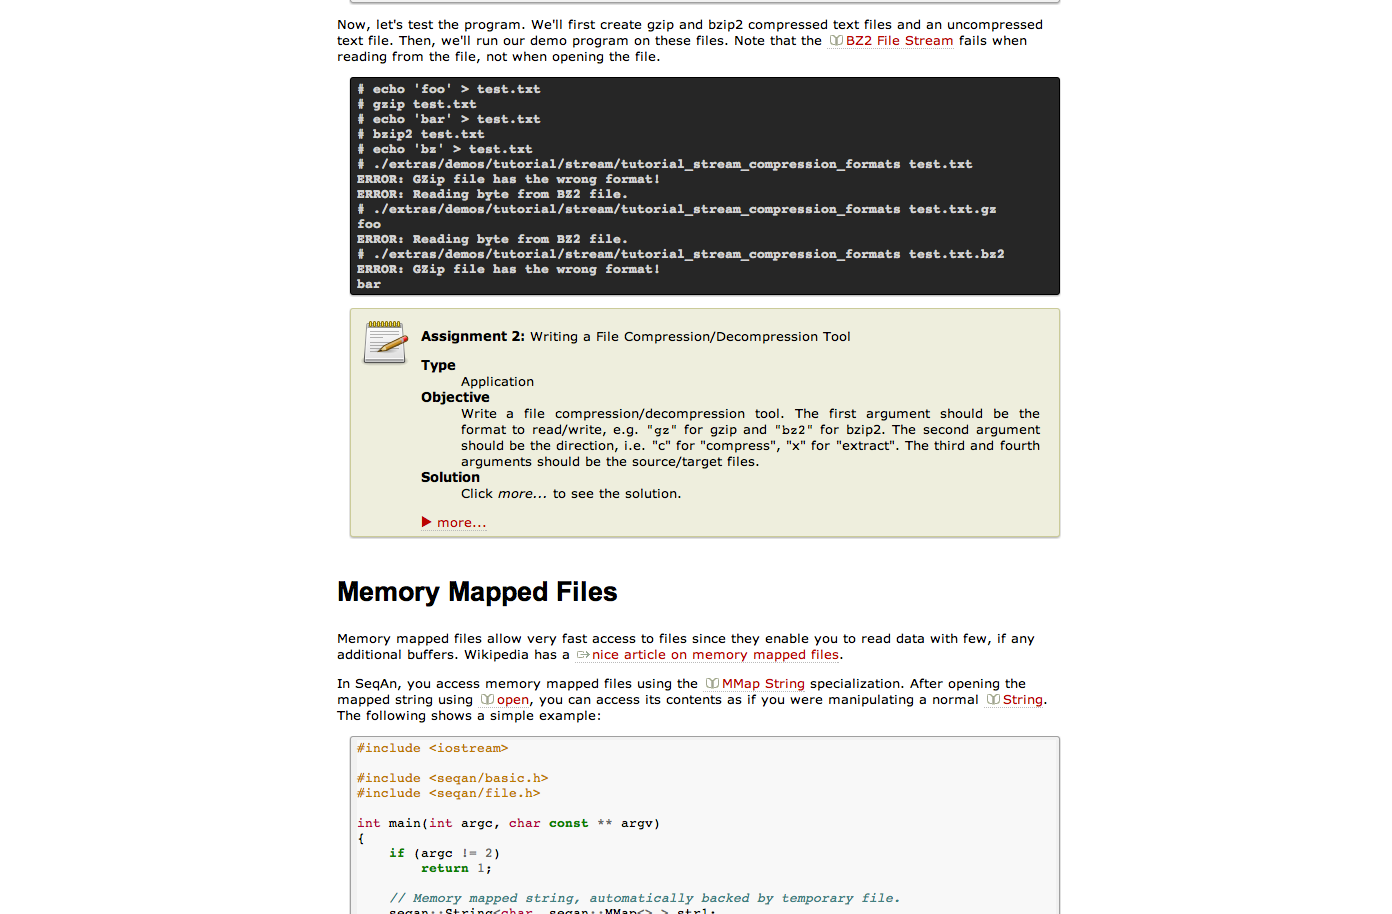 Now, let's test the program. We'll first create gzip and bzip2 compressed text files and an uncompressed
text file. Then, we'll run our demo program on these files. Note that the BZ2 File Stream fails when
reading from the file, not when opening the file.
# echo 'foo' > test.txt
# gzip test.txt
# echo 'bar' > test.txt
# bzip2 test.txt
# echo 'bz' > test.txt
# ./extras/demos/tutorial/stream/tutorial_stream_compression_formats test.txt
ERROR: GZip file has the wrong format!
ERROR: Reading byte from BZ2 file.
# ./extras/demos/tutorial/stream/tutorial_stream_compression_formats test.txt.gz
foo
ERROR: Reading byte from BZ2 file.
# ./extras/demos/tutorial/stream/tutorial_stream_compression_formats test.txt.bz2
ERROR: GZip file has the wrong format!
bar
Assignment 2: Writing a File Compression/Decompression Tool
Type
Application
Objective
Write a file compression/decompression tool. The first argument should be the
format to read/write, e.g. "gz" for gzip and "bz2" for bzip2. The second argument
should be the direction, i.e. "c" for "compress", "x" for "extract". The third and fourth
arguments should be the source/target files.
Solution
Click more... to see the solution.
more...
Memory Mapped Files
Memory mapped files allow very fast access to files since they enable you to read data with few, if any
additional buffers. Wikipedia has a nice article on memory mapped files.
In SeqAn, you access memory mapped files using the MMap String specialization. After opening the
mapped string using open, you can access its contents as if you were manipulating a normal String.
The following shows a simple example:
#include <iostream>
#include <seqan/basic.h>
#include <seqan/file.h>
int main(int argc, char const ** argv)
{
if (argc != 2)
return 1;
// Memory mapped string, automatically backed by temporary file.
seqan::String<char, seqan::MMap<> > str1;